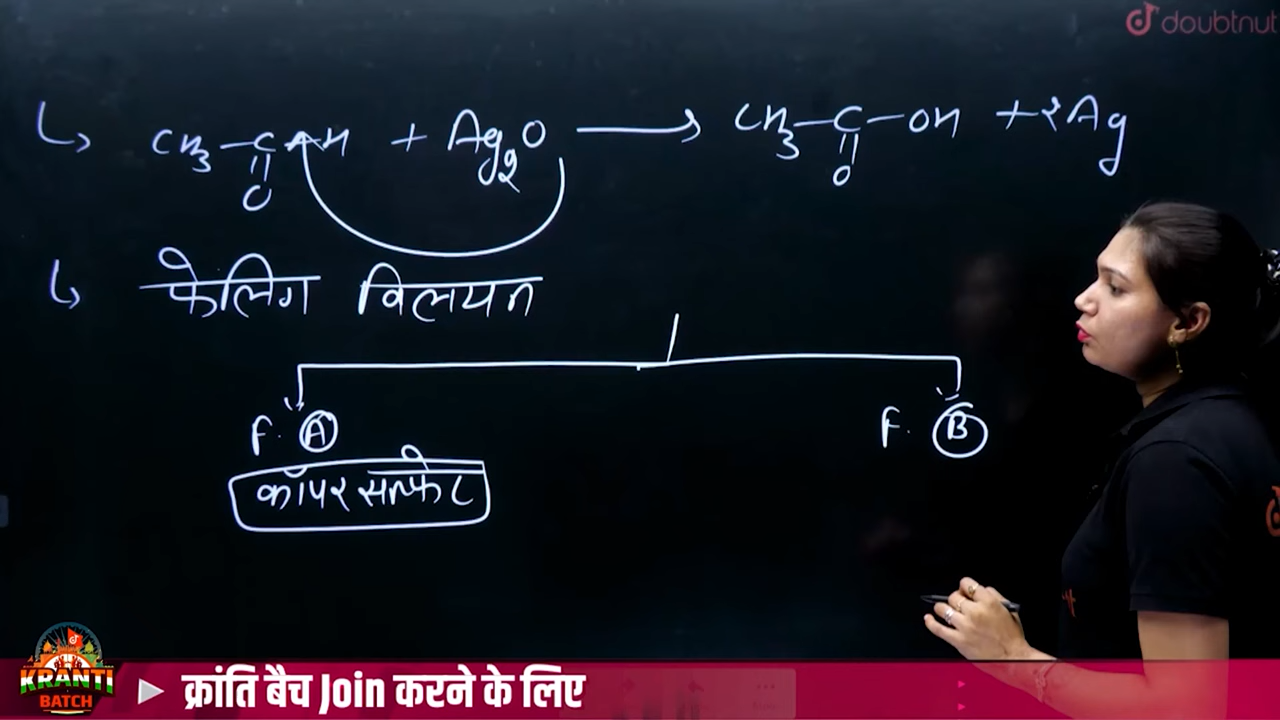 doubtnut
↳ CH3-C-H + Ag2O ⟶ CH3-C-OH + 2Ag
|| ||
O O
↳ फेलिंग विलयन
F. A F. B
कॉपर सल्फेट
KRANTI
BATCH
क्रांति बैच Join करने के लिए